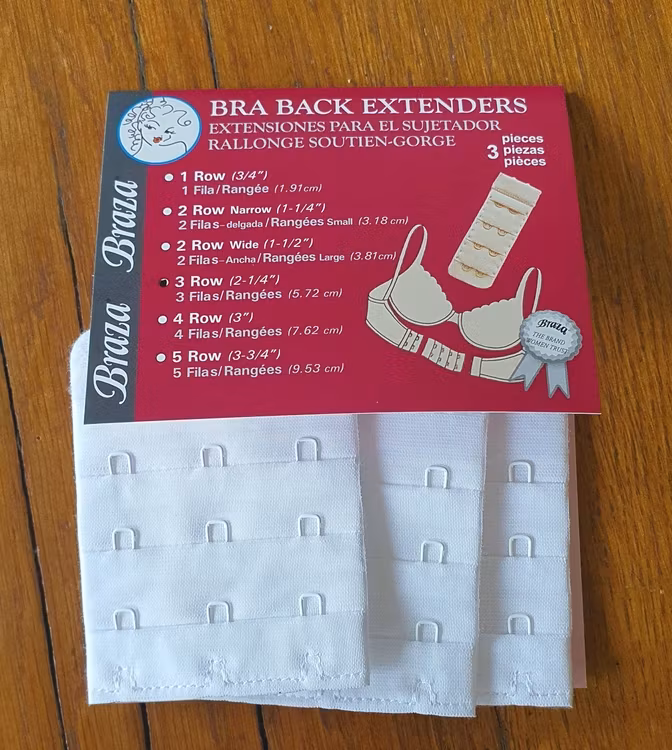 BRA BACK EXTENDERS
EXTENSIONES PARA EL SUJETADOR
RALLONGE SOUTIEN-GORGE
3 pieces
piezas
pièces
1 Row (3/4")
1 Fila/Rangée (1.91cm)
2 Row Narrow (1-1/4")
2 Filas-delgada/Rangées Small (3.18 cm)
2 Row Wide (1-1/2")
2 Filas-Ancha/Rangées Large (3.81cm)
3 Row (2-1/4")
3 Filas/Rangées (5.72 cm)
4 Row (3")
4 Filas/Rangées (7.62 cm)
5 Row (3-3/4")
5 Filas/Rangées (9.53 cm)
Braza
Braza
Braza
THE BRAND
WOMEN TRUST